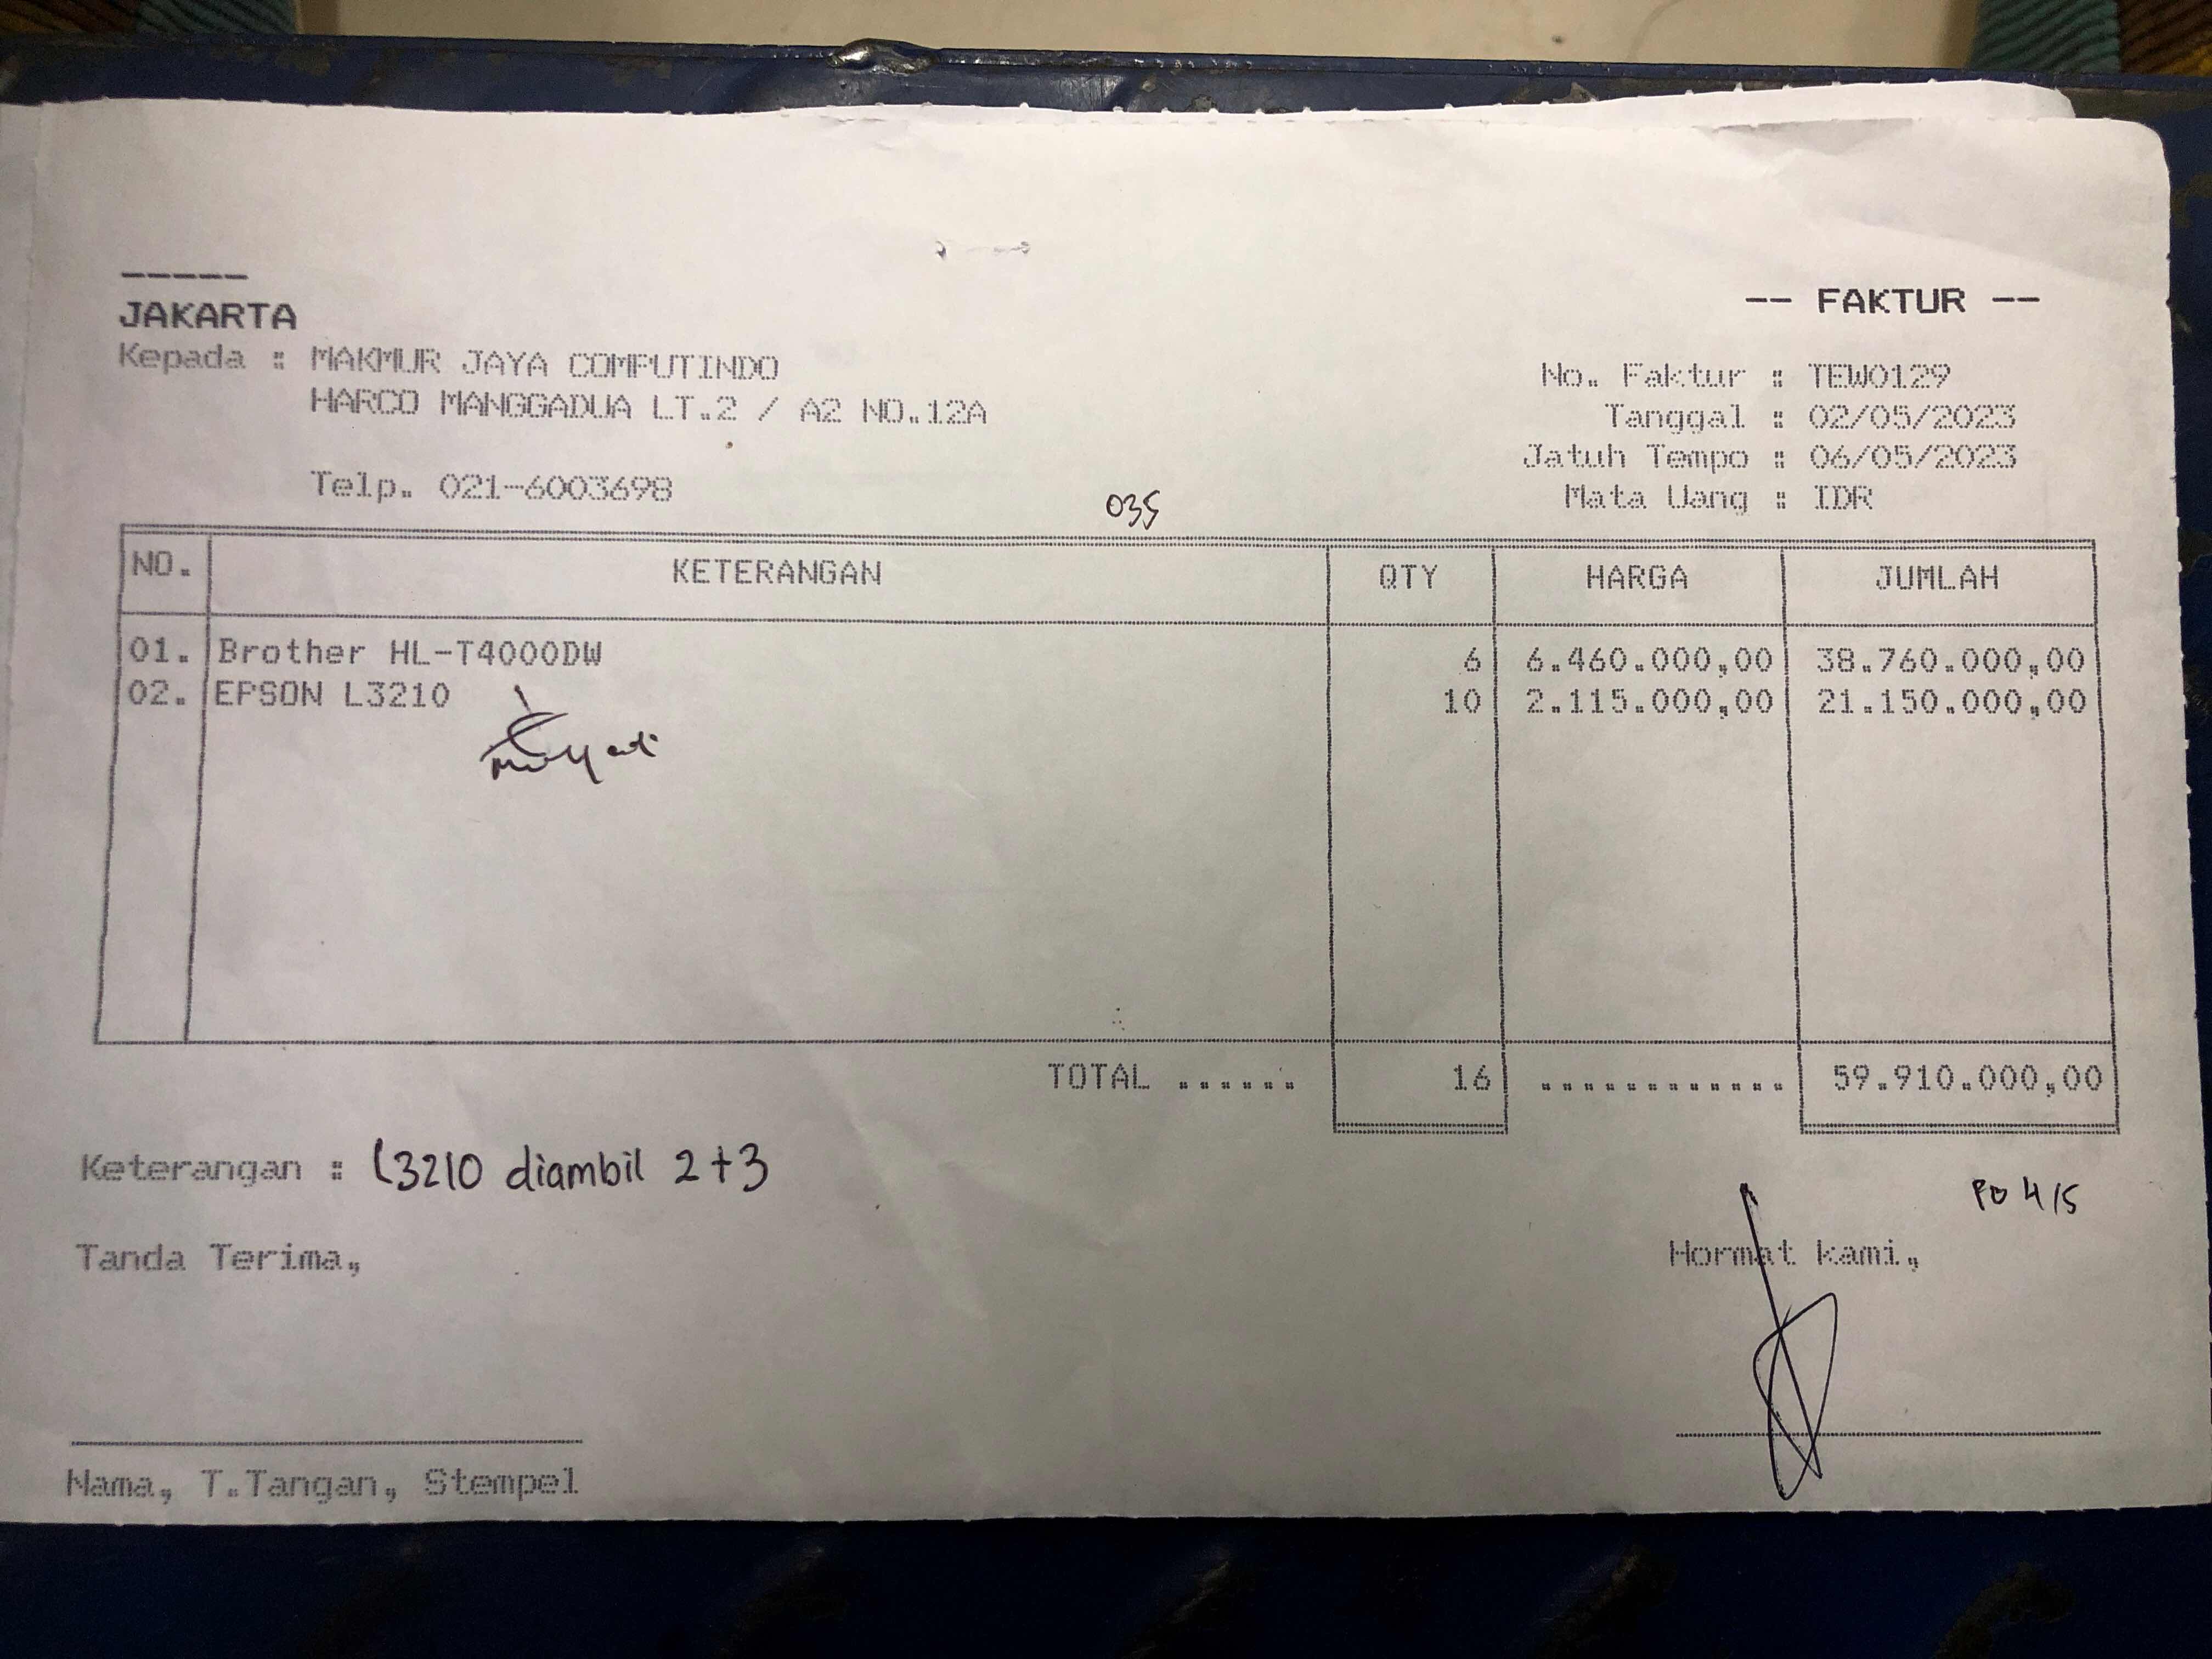 -----
JAKARTA
-- FAKTUR --
Kepada : MAKMUR JAYA COMPUTINDO
HARCO MANGGADUA LT.2 / A2 NO.12A
Telp. 021-6003698
No. Faktur : TEW0129
Tanggal : 02/05/2023
Jatuh Tempo : 06/05/2023
Mata Uang : IDR
035
NO. KETERANGAN QTY HARGA JUMLAH
01. Brother HL-T4000DW 6 6.460.000,00 38.760.000,00
02. EPSON L3210 10 2.115.000,00 21.150.000,00
TOTAL ...... 16 ............ 59.910.000,00
Keterangan : L3210 diambil 2+3
4/5
Tanda Terima,
Hormat kami,
Nama, T.Tangan, Stempel